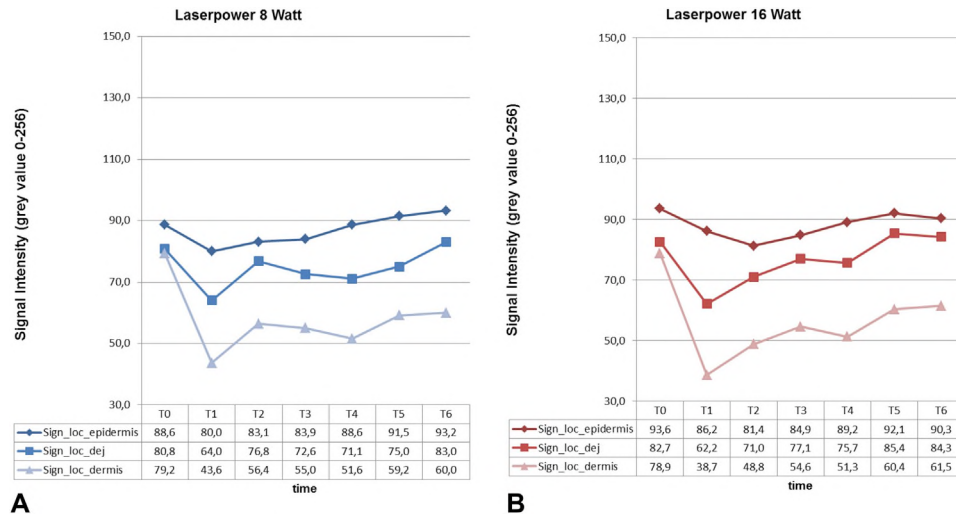 Laserpower 8 Watt
Signal Intensity (grey value 0-256)
150,0
130,0
110,0
90,0
70,0
50,0
30,0
T0 T1 T2 T3 T4 T5 T6
Sign_loc_epidermis 88,6 80,0 83,1 83,9 88,6 91,5 93,2
Sign_loc_dej 80,8 64,0 76,8 72,6 71,1 75,0 83,0
Sign_loc_dermis 79,2 43,6 56,4 55,0 51,6 59,2 60,0
time
A
Laserpower 16 Watt
Signal Intensity (grey value 0-256)
150,0
130,0
110,0
90,0
70,0
50,0
30,0
T0 T1 T2 T3 T4 T5 T6
Sign_loc_epidermis 93,6 86,2 81,4 84,9 89,2 92,1 90,3
Sign_loc_dej 82,7 62,2 71,0 77,1 75,7 85,4 84,3
Sign_loc_dermis 78,9 38,7 48,8 54,6 51,3 60,4 61,5
time
B